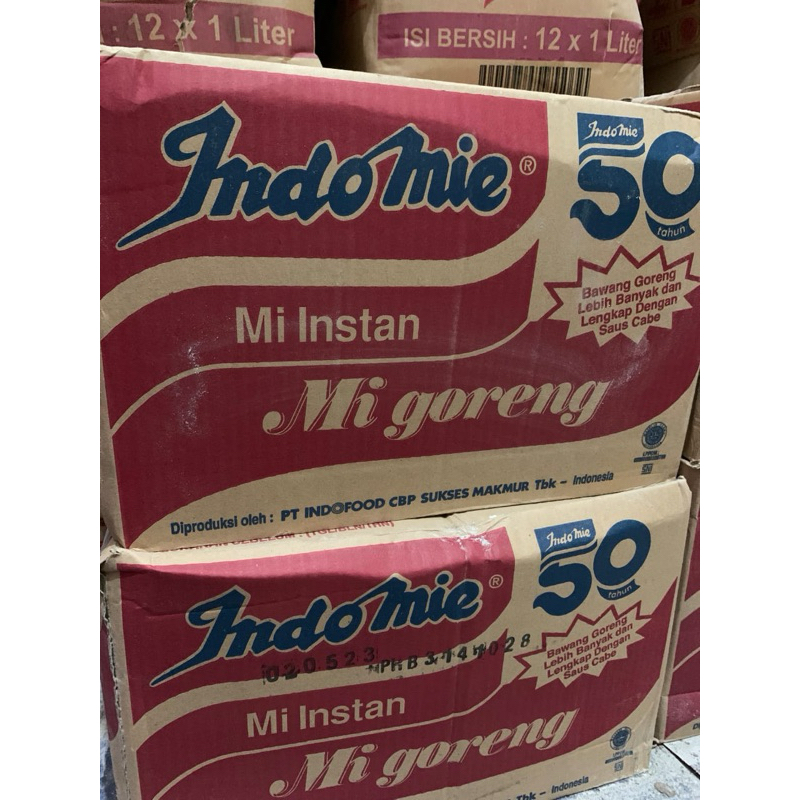 : 12 x 1 Liter
ISI BERSIH : 12 x 1 Liter
Indomie®
Indomie
50
tahun
Mi Instan
Bawang Goreng
Lebih Banyak dan
Lengkap Dengan
Saus Cabe
Mi goreng
Diproduksi oleh : PT INDOFOOD CBP SUKSES MAKMUR Tbk – Indonesia
Indomie®
Indomie
50
tahun
020523
Bawang Goreng
Lebih Banyak dan
Lengkap Dengan
Saus Cabe
Mi Instan
Mi goreng
Tbk – Indonesia